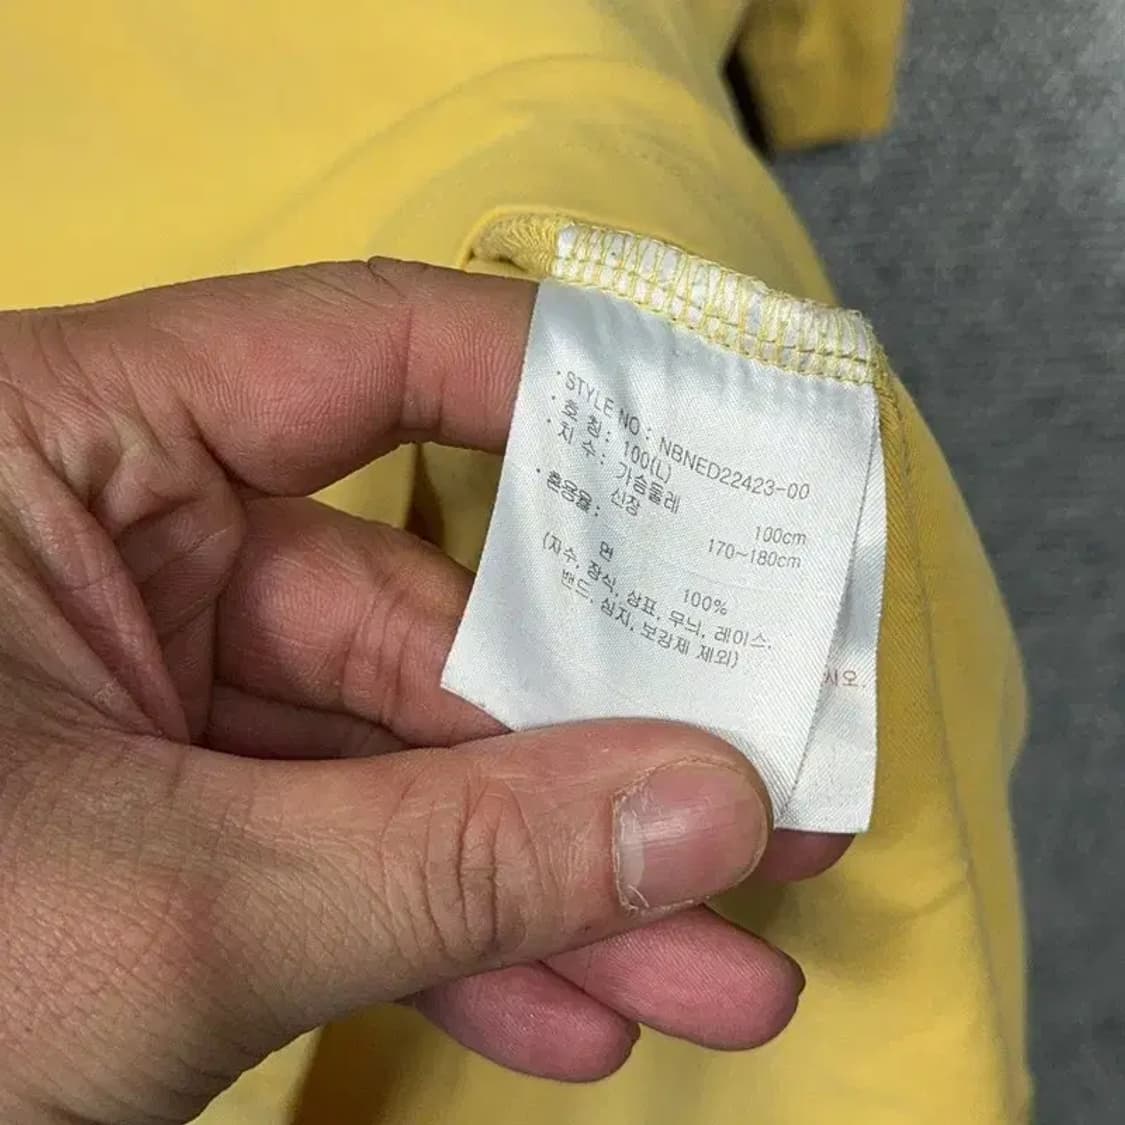 · STYLE NO : NBNED22423-00
· 호 칭 : 100(L)
· 치 수 : 가슴둘레 100cm
신장 170~180cm
· 혼용율 :
면 100%
(자수, 장식, 상표, 무늬, 레이스,
밴드, 심지, 보강제 제외)
시오.